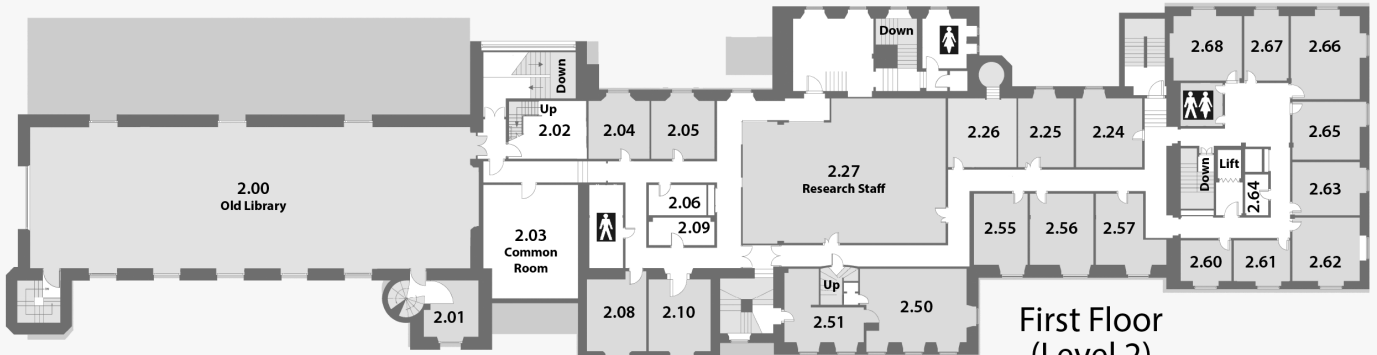 Down
2.68
2.67
2.66
Down
Up
2.02
2.04
2.05
2.26
2.25
2.24
2.65
2.27
Research Staff
Down
Lift
2.64
2.63
2.00
Old Library
2.06
2.09
2.03
Common
Room
2.55
2.56
2.57
2.60
2.61
2.62
2.01
2.08
2.10
Up
2.51
2.50
First Floor
(Level 2)